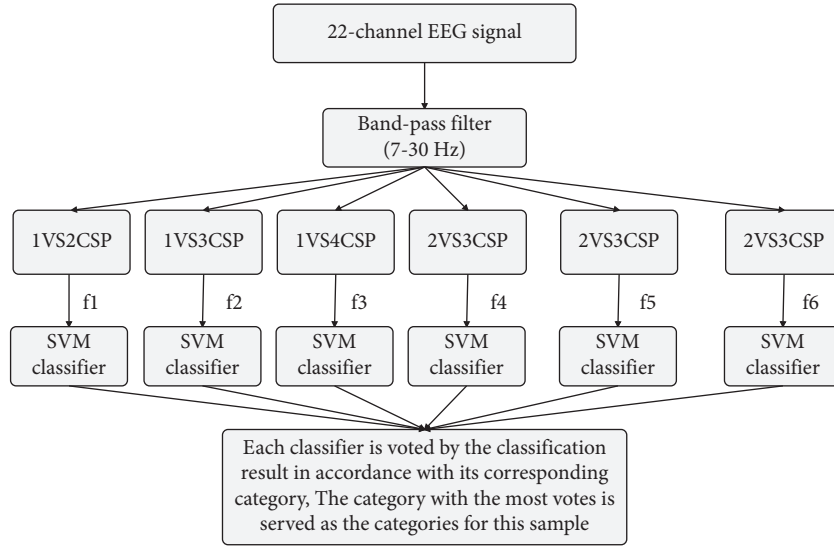 22-channel EEG signal
Band-pass filter
(7-30 Hz)
1VS2CSP
1VS3CSP
1VS4CSP
2VS3CSP
2VS3CSP
2VS3CSP
f1
f2
f3
f4
f5
f6
SVM
classifier
SVM
classifier
SVM
classifier
SVM
classifier
SVM
classifier
SVM
classifier
Each classifier is voted by the classification
result in accordance with its corresponding
category, The category with the most votes is
served as the categories for this sample